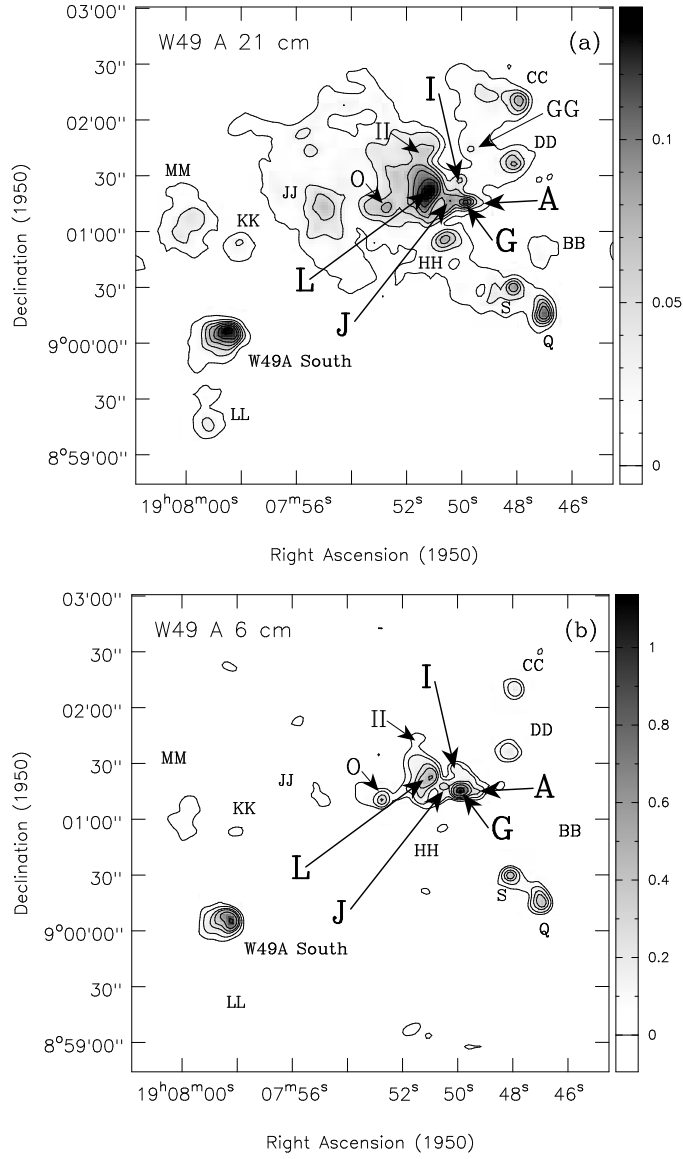 03'00''
W49 A 21 cm
(a)
30''
CC
I
GG
0.1
02'00''
II
DD
MM
30''
JJ
O
A
KK
G
BB
01'00''
HH
L
0.05
30''
S
J
Q
9°00'00''
W49A South
30''
LL
8°59'00''
0
19ʰ08ᵐ00ˢ 07ᵐ56ˢ 52ˢ 50ˢ 48ˢ 46ˢ
Right Ascension (1950)
Declination (1950)
03'00''
W49 A 6 cm
(b)
30''
CC
1
I
02'00''
II
DD
0.8
MM
30''
JJ
O
A
0.6
KK
G
BB
01'00''
HH
L
30''
S
0.4
J
Q
9°00'00''
W49A South
0.2
30''
LL
0
8°59'00''
19ʰ08ᵐ00ˢ 07ᵐ56ˢ 52ˢ 50ˢ 48ˢ 46ˢ
Right Ascension (1950)
Declination (1950)